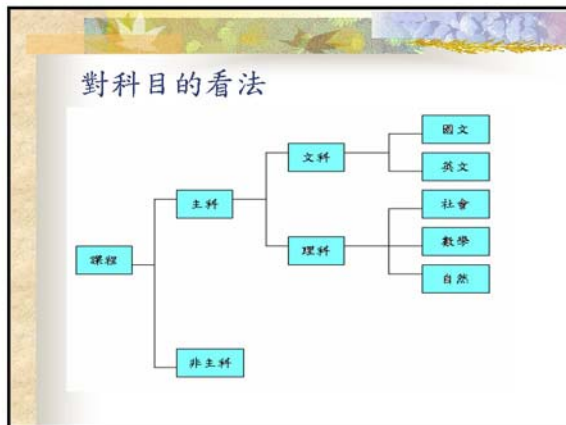 對科目的看法
國文
文科
英文
主科
社會
理科
數學
課程
自然
非主科